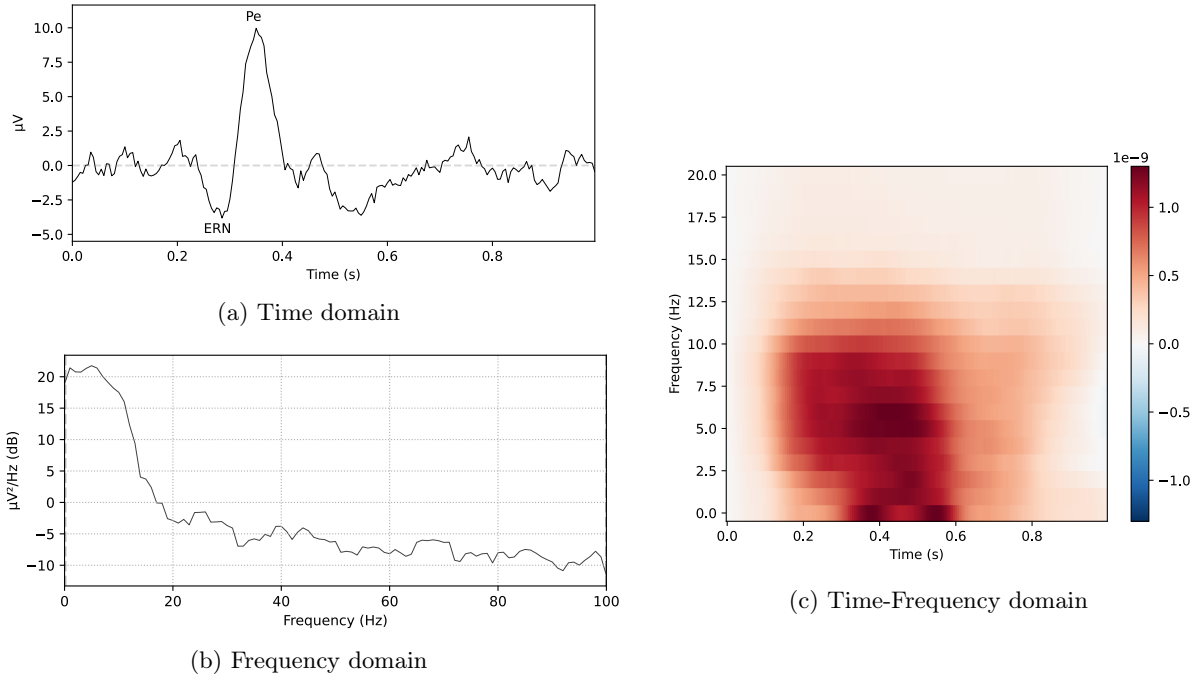 Pe
10.0
7.5
5.0
2.5
0.0
−2.5
−5.0
µV
ERN
0.0 0.2 0.4 0.6 0.8
Time (s)
(a) Time domain
20
15
10
5
0
−5
−10
µV²/Hz (dB)
0 20 40 60 80 100
Frequency (Hz)
(b) Frequency domain
20.0
17.5
15.0
12.5
10.0
7.5
5.0
2.5
0.0
Frequency (Hz)
0.0 0.2 0.4 0.6 0.8
Time (s)
1e−9
1.0
0.5
0.0
−0.5
−1.0
(c) Time-Frequency domain